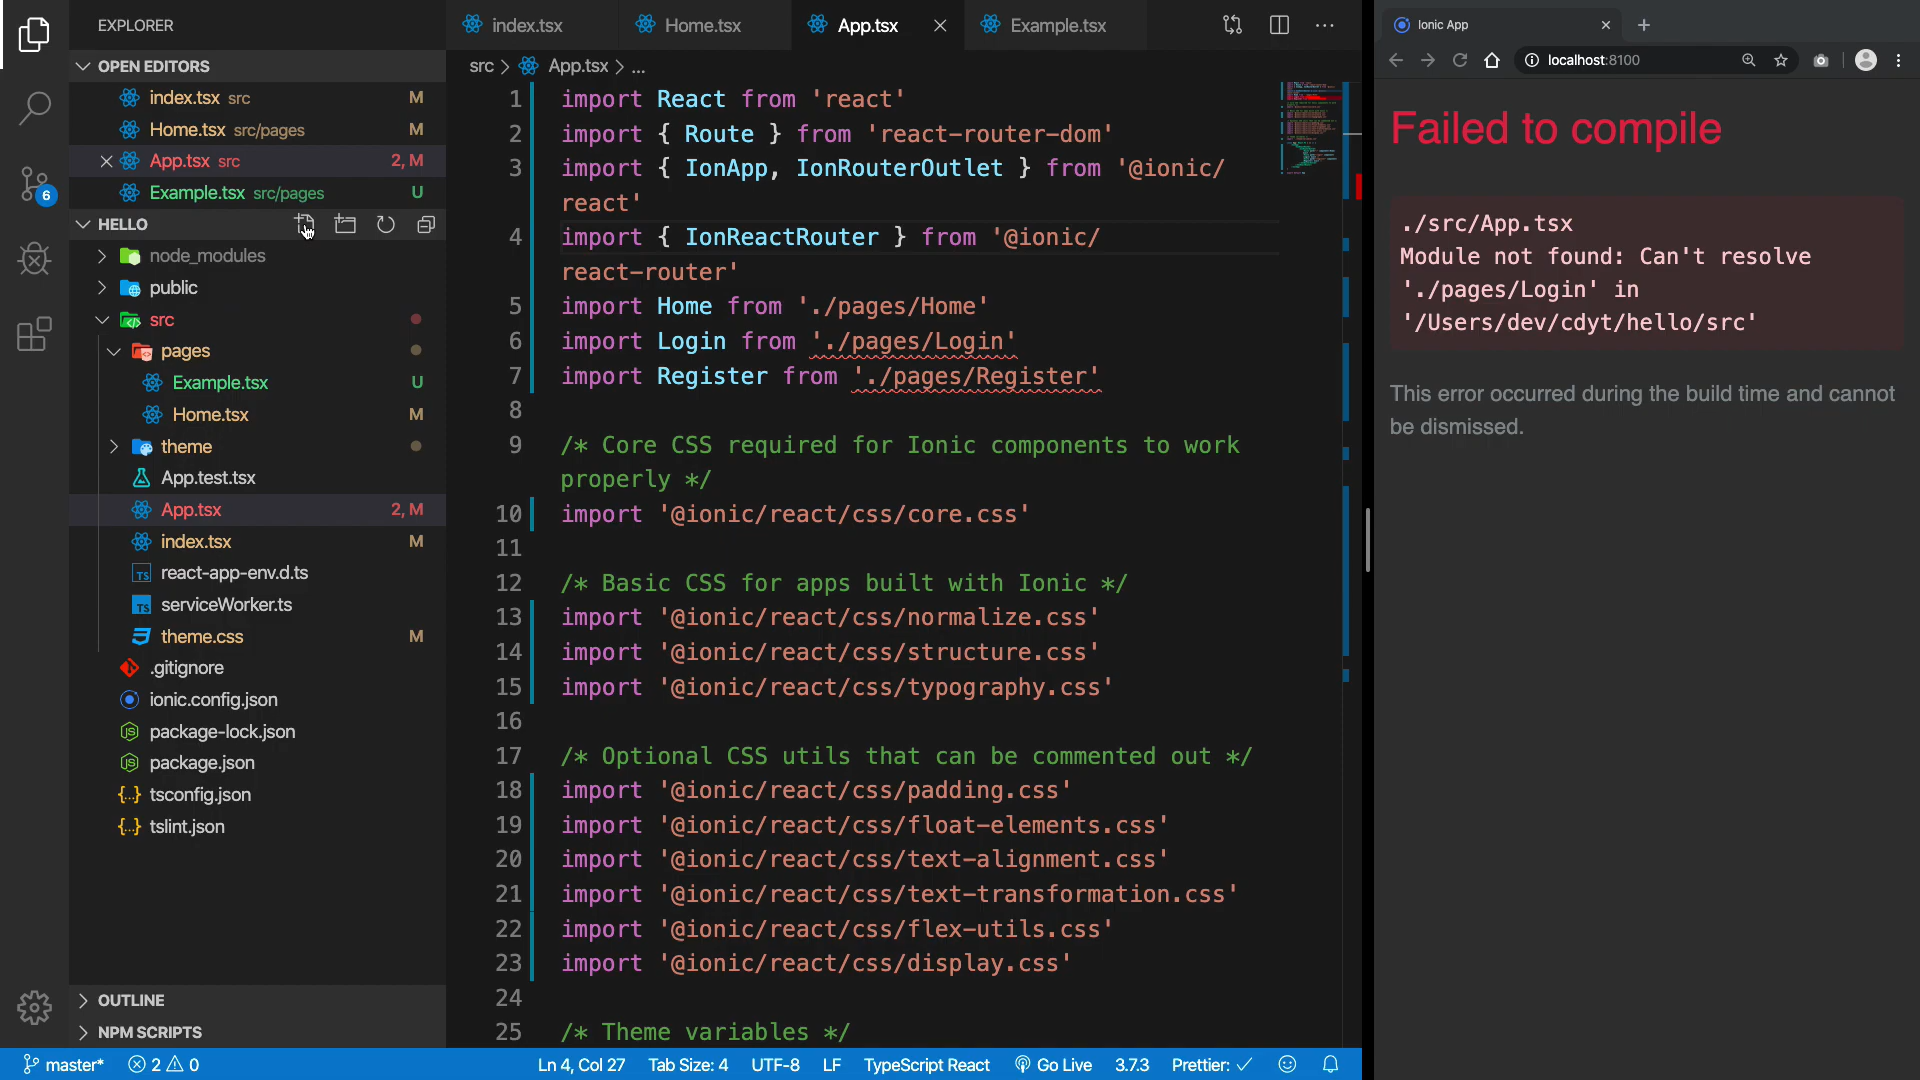 EXPLORER
OPEN EDITORS
index.tsx src M
Home.tsx src/pages M
App.tsx src 2, M
Example.tsx src/pages U
HELLO
node_modules
public
src
pages
Example.tsx U
Home.tsx M
theme
App.test.tsx
App.tsx 2, M
index.tsx M
react-app-env.d.ts
serviceWorker.ts
theme.css M
.gitignore
ionic.config.json
package-lock.json
package.json
tsconfig.json
tslint.json
OUTLINE
NPM SCRIPTS
6
index.tsx Home.tsx App.tsx Example.tsx
src > App.tsx > ...
1 import React from 'react'
2 import { Route } from 'react-router-dom'
3 import { IonApp, IonRouterOutlet } from '@ionic/
react'
4 import { IonReactRouter } from '@ionic/
react-router'
5 import Home from './pages/Home'
6 import Login from './pages/Login'
7 import Register from './pages/Register'
8
9 /* Core CSS required for Ionic components to work
properly */
10 import '@ionic/react/css/core.css'
11
12 /* Basic CSS for apps built with Ionic */
13 import '@ionic/react/css/normalize.css'
14 import '@ionic/react/css/structure.css'
15 import '@ionic/react/css/typography.css'
16
17 /* Optional CSS utils that can be commented out */
18 import '@ionic/react/css/padding.css'
19 import '@ionic/react/css/float-elements.css'
20 import '@ionic/react/css/text-alignment.css'
21 import '@ionic/react/css/text-transformation.css'
22 import '@ionic/react/css/flex-utils.css'
23 import '@ionic/react/css/display.css'
24
25 /* Theme variables */
master* 2 0 Ln 4, Col 27 Tab Size: 4 UTF-8 LF TypeScript React Go Live 3.7.3 Prettier: ✓
Ionic App
localhost:8100
Failed to compile
./src/App.tsx
Module not found: Can't resolve
'./pages/Login' in
'/Users/dev/cdyt/hello/src'
This error occurred during the build time and cannot
be dismissed.